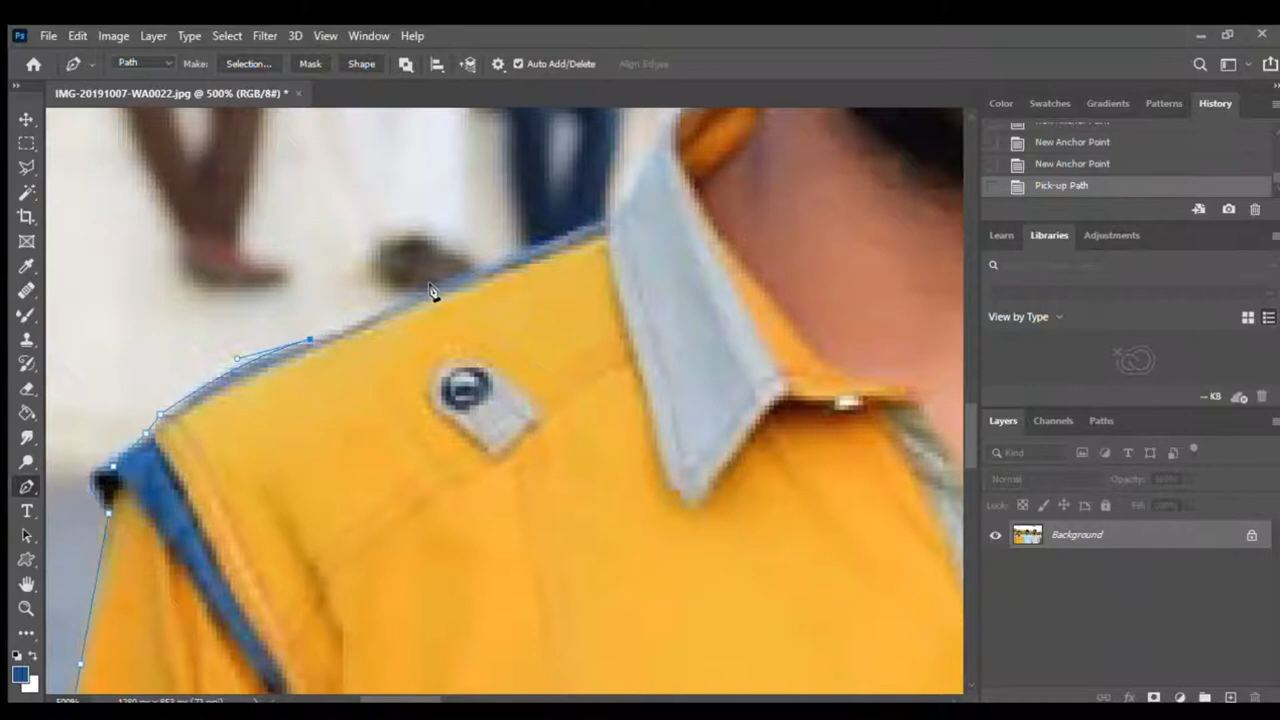 Ps File Edit Image Layer Type Select Filter 3D View Window Help
Path Make: Selection... Mask Shape Auto Add/Delete Align Edges
IMG-20191007-WA0022.jpg @ 500% (RGB/8#) *
Color Swatches Gradients Patterns History
New Anchor Point
New Anchor Point
Pick-up Path
Learn Libraries Adjustments
View by Type
-- KB
Layers Channels Paths
Kind
Normal Opacity:
Lock: Fill:
Background